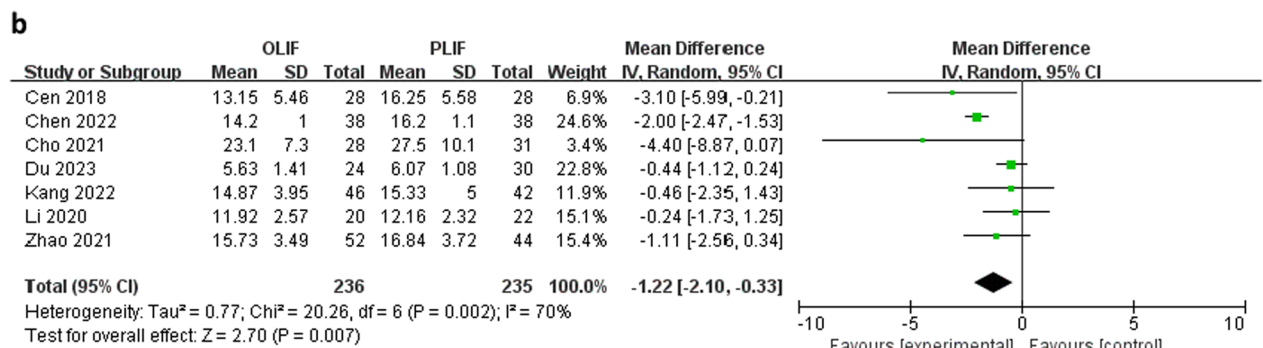 b
OLIF PLIF Mean Difference Mean Difference
Study or Subgroup Mean SD Total Mean SD Total Weight IV, Random, 95% CI IV, Random, 95% CI
Cen 2018 13.15 5.46 28 16.25 5.58 28 6.9% -3.10 [-5.99, -0.21]
Chen 2022 14.2 1 38 16.2 1.1 38 24.6% -2.00 [-2.47, -1.53]
Cho 2021 23.1 7.3 28 27.5 10.1 31 3.4% -4.40 [-8.87, 0.07]
Du 2023 5.63 1.41 24 6.07 1.08 30 22.8% -0.44 [-1.12, 0.24]
Kang 2022 14.87 3.95 46 15.33 5 42 11.9% -0.46 [-2.35, 1.43]
Li 2020 11.92 2.57 20 12.16 2.32 22 15.1% -0.24 [-1.73, 1.25]
Zhao 2021 15.73 3.49 52 16.84 3.72 44 15.4% -1.11 [-2.56, 0.34]
Total (95% CI) 236 235 100.0% -1.22 [-2.10, -0.33]
Heterogeneity: Tau² = 0.77; Chi² = 20.26, df = 6 (P = 0.002); I² = 70%
Test for overall effect: Z = 2.70 (P = 0.007)
-10 -5 0 5 10
Favours [experimental] Favours [control]